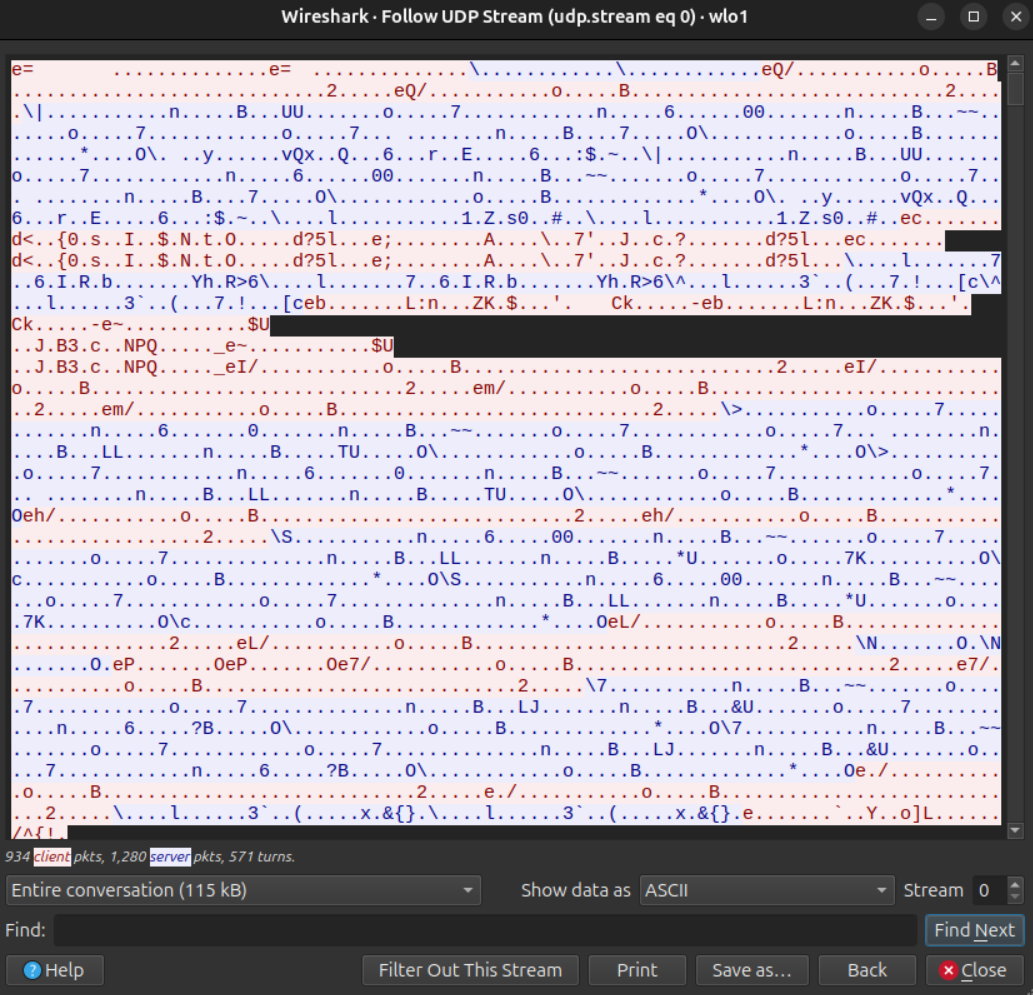 Wireshark · Follow UDP Stream (udp.stream eq 0) · wlo1
e=       ..............e=  ..............\............\............eQ/...........o.....B
.............................2.....eQ/...........o.....B.............................2....
.\|...........n.....B...UU.......o.....7............n.....6......00.......n.....B...~~..
.....o.....7............o.....7... .........n.....B...7.....O\............o.....B.......
.......*....O\. ..y......vQx..Q...6...r..E.....6...:$.~..\|...........n.....B...UU......
o.....7............n.....6......00.......n.....B...~~.......o.....7............o.....7..
. ........n.....B....7.....O\............o.....B.............*....O\. ..y......vQx..Q..
6...r..E.....6...:$.~..\....l...........1.Z.s0..#..\....l...........1.Z.s0..#..ec.......
d<..{0.s..I..$.N.t.O.....d?5l...e;........A....\..7'..J..c.?.......d?5l...ec.......
d<..{0.s..I..$.N.t.O.....d?5l...e;........A....\..7'..J..c.?.......d?5l...\....l.......7
..6.I.R.b.......Yh.R>6\....l.......7..6.I.R.b.......Yh.R>6\^...l......3`..(...7.!...[c\^
...l......3`..(...7.!..  [ceb.......L:n...ZK.$...'.   Ck....-eb.......L:n...ZK.$...'.
Ck.....-e~...........$U
..J.B3.c..NPQ....._e~...........$U
..J.B3.c..NPQ....._eI/...........o.....B.............................2.....eI/..........
o.....B.............................2.....em/...........o.....B.........................
..2.....em/...........o.....B.............................2.....\>...........o.....7....
.......n.....6.......0.......n.....B...~~.......o.....7............o.....7............n.
....B...LL.......n.....B.....TU.....O\............o.....B.............*....O\>..........
.o.....7............n.....6.......0.......n.....B...~~.......o.....7............o.....7.
.. .........n.....B...LL.......n.....B.....TU.....O\............o.....B.............*....
Oeh/...........o.....B.............................2.....eh/...........o.....B..........
.................2.....\S...........n.....6.....00.......n.....B...~~.......o.....7.....
.......o.....7..............n.....B...LL.......n.....B.....*U.......o.....7K..........O\
c...........o.....B.............*....O\S...........n.....6.....00.......n.....B...~~....
...o.....7...........o.....7..............n.....B...LL.......n.....B.....*U.......o.....
.7K..........O\c...........o.....B.............*....OeL/...........o.....B..............
..............2.....eL/...........o.....B.............................2.....\N.......O.\N
.......O.eP.......OeP.......Oe7/...........o.....B.............................2.....e7/.
..........o.....B.............................2.....\7...........n.....B...~~.......o....
.7............o.....7..............n.....B...LJ.......n.....B...&U.......o.....7........
....n.....6....?B.....O\............o.....B.............*....O\7...........n.....B...~~
.......o.....7............o.....7..............n.....B...LJ.......n.....B...&U.......o..
...7............n.....6....?B.....O\............o.....B.............*....Oe./..........
.o.....B.............................2.....e./...........o.....B........................
...2.....\....l......3`..(.....x.&{}.\....l......3`..(.....x.&{}.e.......`..Y..o]L......
/^{!.
934 client pkts, 1,280 server pkts, 571 turns.
Entire conversation (115 kB)
Show data as ASCII
Stream 0
Find:
Find Next
Help
Filter Out This Stream
Print
Save as…
Back
Close